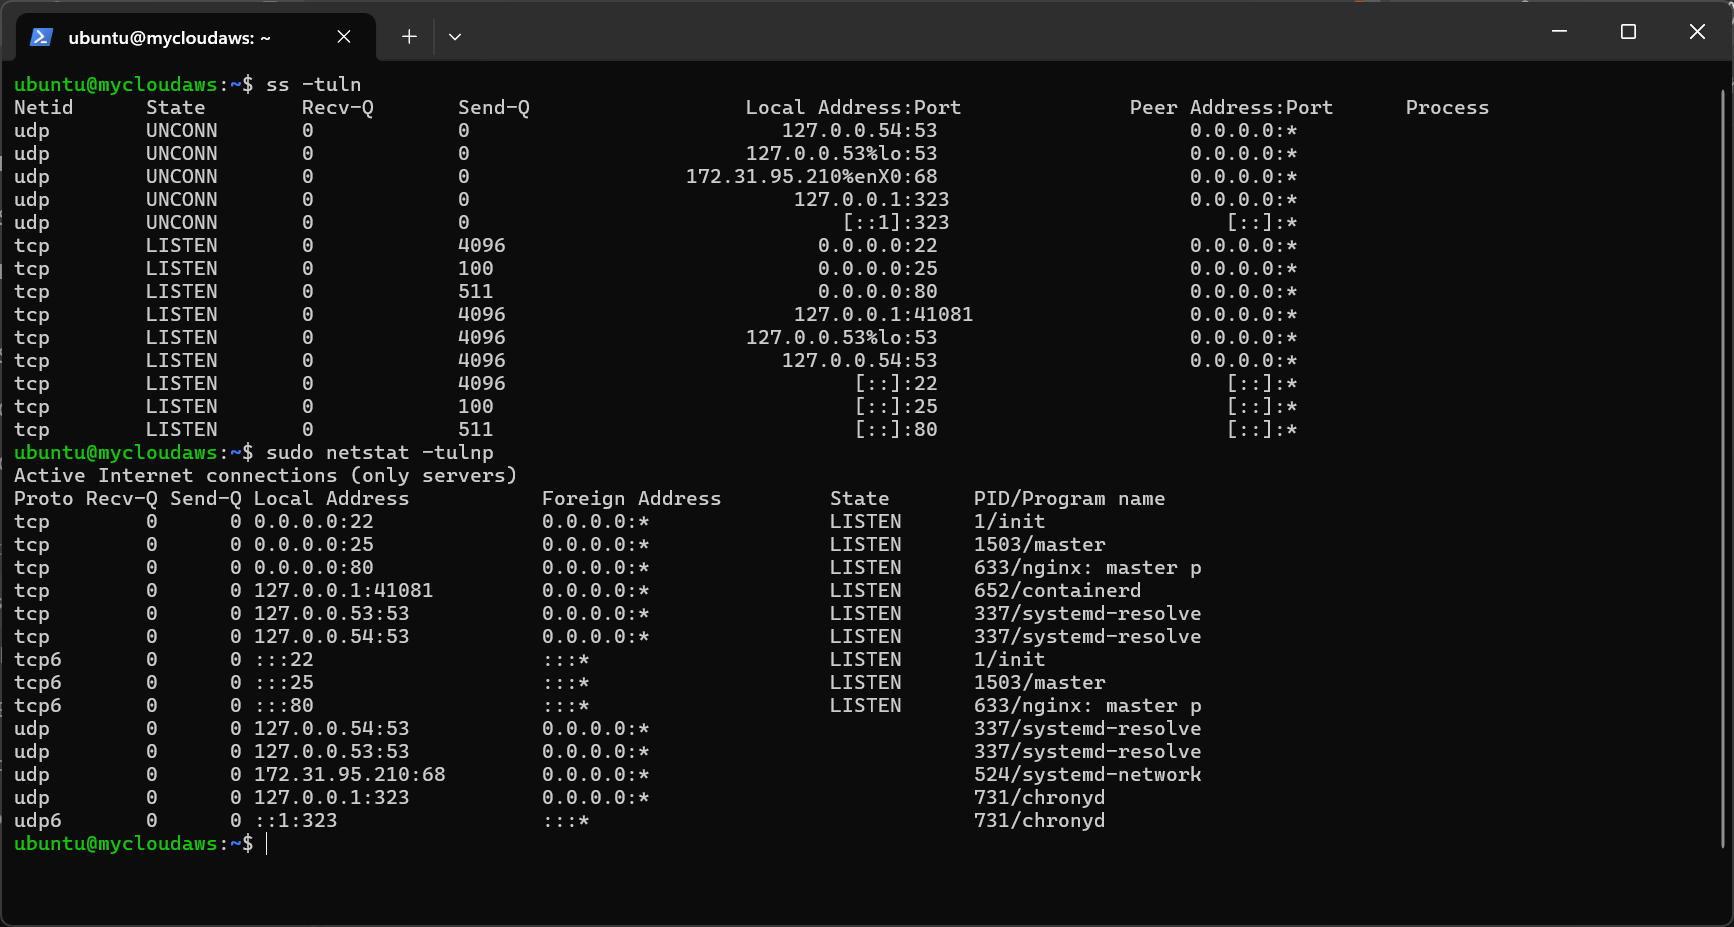 ubuntu@mycloudaws: ~
ubuntu@mycloudaws:~$ ss -tuln
Netid State Recv-Q Send-Q Local Address:Port Peer Address:Port Process
udp UNCONN 0 0 127.0.0.54:53 0.0.0.0:*
udp UNCONN 0 0 127.0.0.53%lo:53 0.0.0.0:*
udp UNCONN 0 0 172.31.95.210%enX0:68 0.0.0.0:*
udp UNCONN 0 0 127.0.0.1:323 0.0.0.0:*
udp UNCONN 0 0 [::1]:323 [::]:*
tcp LISTEN 0 4096 0.0.0.0:22 0.0.0.0:*
tcp LISTEN 0 100 0.0.0.0:25 0.0.0.0:*
tcp LISTEN 0 511 0.0.0.0:80 0.0.0.0:*
tcp LISTEN 0 4096 127.0.0.1:41081 0.0.0.0:*
tcp LISTEN 0 4096 127.0.0.53%lo:53 0.0.0.0:*
tcp LISTEN 0 4096 127.0.0.54:53 0.0.0.0:*
tcp LISTEN 0 4096 [::]:22 [::]:*
tcp LISTEN 0 100 [::]:25 [::]:*
tcp LISTEN 0 511 [::]:80 [::]:*
ubuntu@mycloudaws:~$ sudo netstat -tulnp
Active Internet connections (only servers)
Proto Recv-Q Send-Q Local Address Foreign Address State PID/Program name
tcp 0 0 0.0.0.0:22 0.0.0.0:* LISTEN 1/init
tcp 0 0 0.0.0.0:25 0.0.0.0:* LISTEN 1503/master
tcp 0 0 0.0.0.0:80 0.0.0.0:* LISTEN 633/nginx: master p
tcp 0 0 127.0.0.1:41081 0.0.0.0:* LISTEN 652/containerd
tcp 0 0 127.0.0.53:53 0.0.0.0:* LISTEN 337/systemd-resolve
tcp 0 0 127.0.0.54:53 0.0.0.0:* LISTEN 337/systemd-resolve
tcp6 0 0 :::22 :::* LISTEN 1/init
tcp6 0 0 :::25 :::* LISTEN 1503/master
tcp6 0 0 :::80 :::* LISTEN 633/nginx: master p
udp 0 0 127.0.0.54:53 0.0.0.0:* 337/systemd-resolve
udp 0 0 127.0.0.53:53 0.0.0.0:* 337/systemd-resolve
udp 0 0 172.31.95.210:68 0.0.0.0:* 524/systemd-network
udp 0 0 127.0.0.1:323 0.0.0.0:* 731/chronyd
udp6 0 0 ::1:323 :::* 731/chronyd
ubuntu@mycloudaws:~$